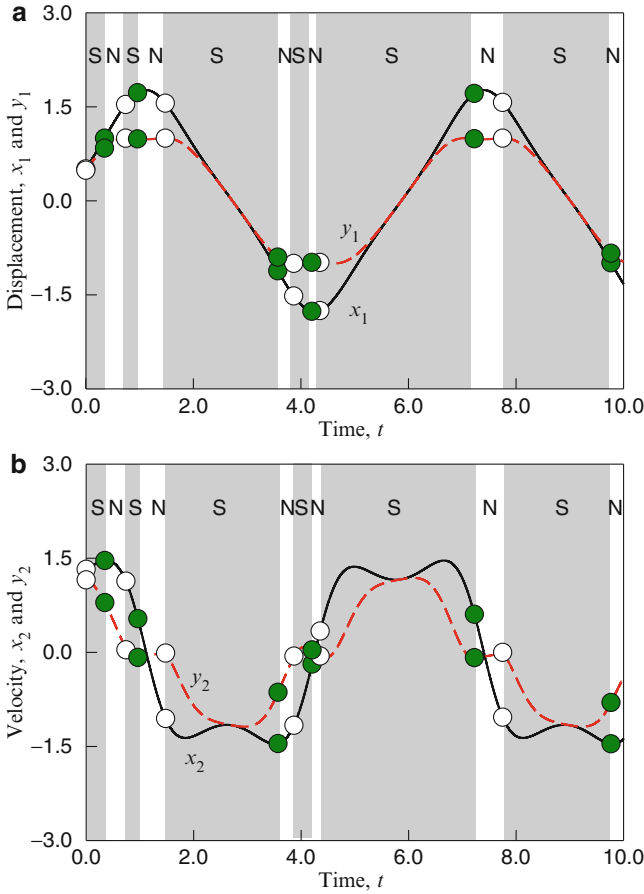 a
3.0
S N S N S N S N S N S N
1.5
0.0
−1.5
−3.0
y1
x1
Displacement, x1 and y1
0.0 2.0 4.0 6.0 8.0 10.0
Time, t
b
3.0
S N S N S N S N S N S N
1.5
0.0
−1.5
−3.0
y2
x2
Velocity, x2 and y2
0.0 2.0 4.0 6.0 8.0 10.0
Time, t